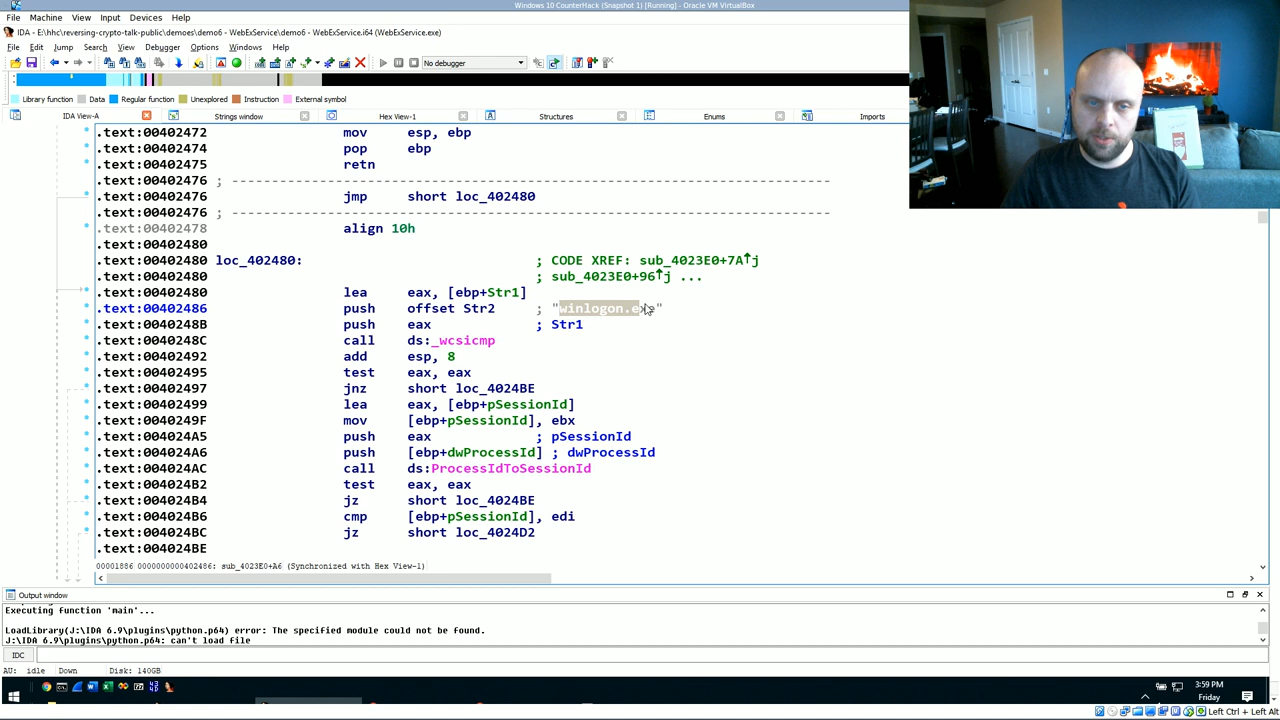 Windows 10 CounterHack (Snapshot 1) [Running] - Oracle VM VirtualBox
File Machine View Input Devices Help
IDA - E:\hhc\reversing-crypto-talk-public\demoes\demo6 - WebExService\demo6 - WebExService.i64 (WebExService.exe)
File Edit Jump Search View Debugger Options Windows Help
No debugger
Library function Data Regular function Unexplored Instruction External symbol
IDA View-A Strings window Hex View-1 Structures Enums Imports
.text:00402472 mov esp, ebp
.text:00402474 pop ebp
.text:00402475 retn
.text:00402476 ; ---------------------------------------------------------------------------
.text:00402476 jmp short loc_402480
.text:00402476 ; ---------------------------------------------------------------------------
.text:00402478 align 10h
.text:00402480
.text:00402480 loc_402480: ; CODE XREF: sub_4023E0+7A↑j
.text:00402480 ; sub_4023E0+96↑j ...
.text:00402480 lea eax, [ebp+Str1]
.text:00402486 push offset Str2 ; "winlogon.exe"
.text:0040248B push eax ; Str1
.text:0040248C call ds:_wcsicmp
.text:00402492 add esp, 8
.text:00402495 test eax, eax
.text:00402497 jnz short loc_4024BE
.text:00402499 lea eax, [ebp+pSessionId]
.text:0040249F mov [ebp+pSessionId], ebx
.text:004024A5 push eax ; pSessionId
.text:004024A6 push [ebp+dwProcessId] ; dwProcessId
.text:004024AC call ds:ProcessIdToSessionId
.text:004024B2 test eax, eax
.text:004024B4 jz short loc_4024BE
.text:004024B6 cmp [ebp+pSessionId], edi
.text:004024BC jz short loc_4024D2
.text:004024BE
00001886 0000000000402486: sub_4023E0+A6 (Synchronized with Hex View-1)
Output window
Executing function 'main'...
LoadLibrary(J:\IDA 6.9\plugins\python.p64) error: The specified module could not be found.
J:\IDA 6.9\plugins\python.p64: can't load file
IDC
AU: idle Down Disk: 140GB
3:59 PM
Friday
Left Ctrl + Left Alt